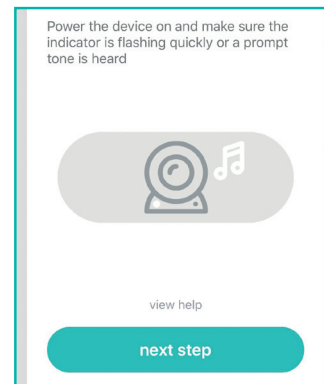 Power the device on and make sure the
indicator is flashing quickly or a prompt
tone is heard
view help
next step